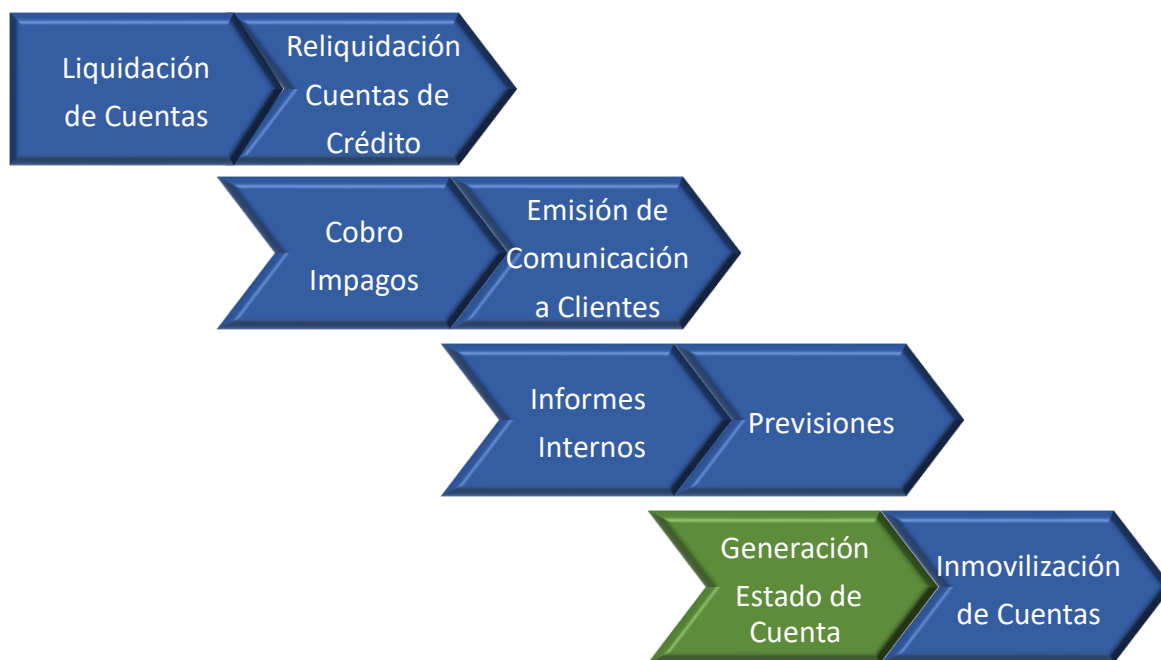 Liquidación
de Cuentas
Reliquidación
Cuentas de
Crédito
Cobro
Impagos
Emisión de
Comunicación
a Clientes
Informes
Internos
Previsiones
Generación
Estado de
Cuenta
Inmovilización
de Cuentas